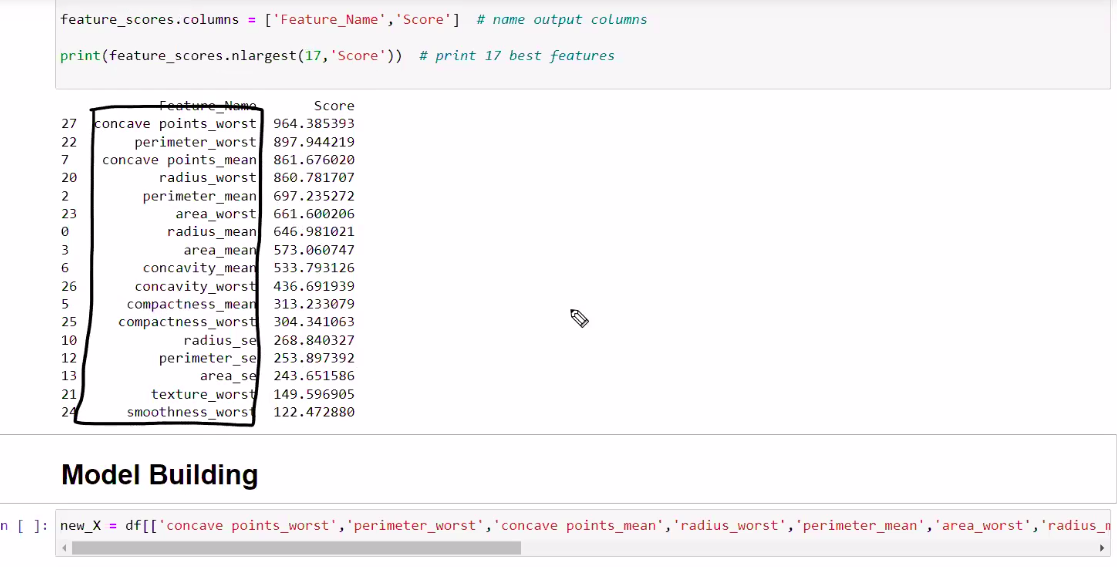 feature_scores.columns = ['Feature_Name','Score']  # name output columns
print(feature_scores.nlargest(17,'Score'))  # print 17 best features
Feature_Name Score
27 concave points_worst 964.385393
22 perimeter_worst 897.944219
7 concave points_mean 861.676020
20 radius_worst 860.781707
2 perimeter_mean 697.235272
23 area_worst 661.600206
0 radius_mean 646.981021
3 area_mean 573.060747
6 concavity_mean 533.793126
26 concavity_worst 436.691939
5 compactness_mean 313.233079
25 compactness_worst 304.341063
10 radius_se 268.840327
12 perimeter_se 253.897392
13 area_se 243.651586
21 texture_worst 149.596905
24 smoothness_worst 122.472880
Model Building
n [ ]: new_X = df[['concave points_worst','perimeter_worst','concave points_mean','radius_worst','perimeter_mean','area_worst','radius_m